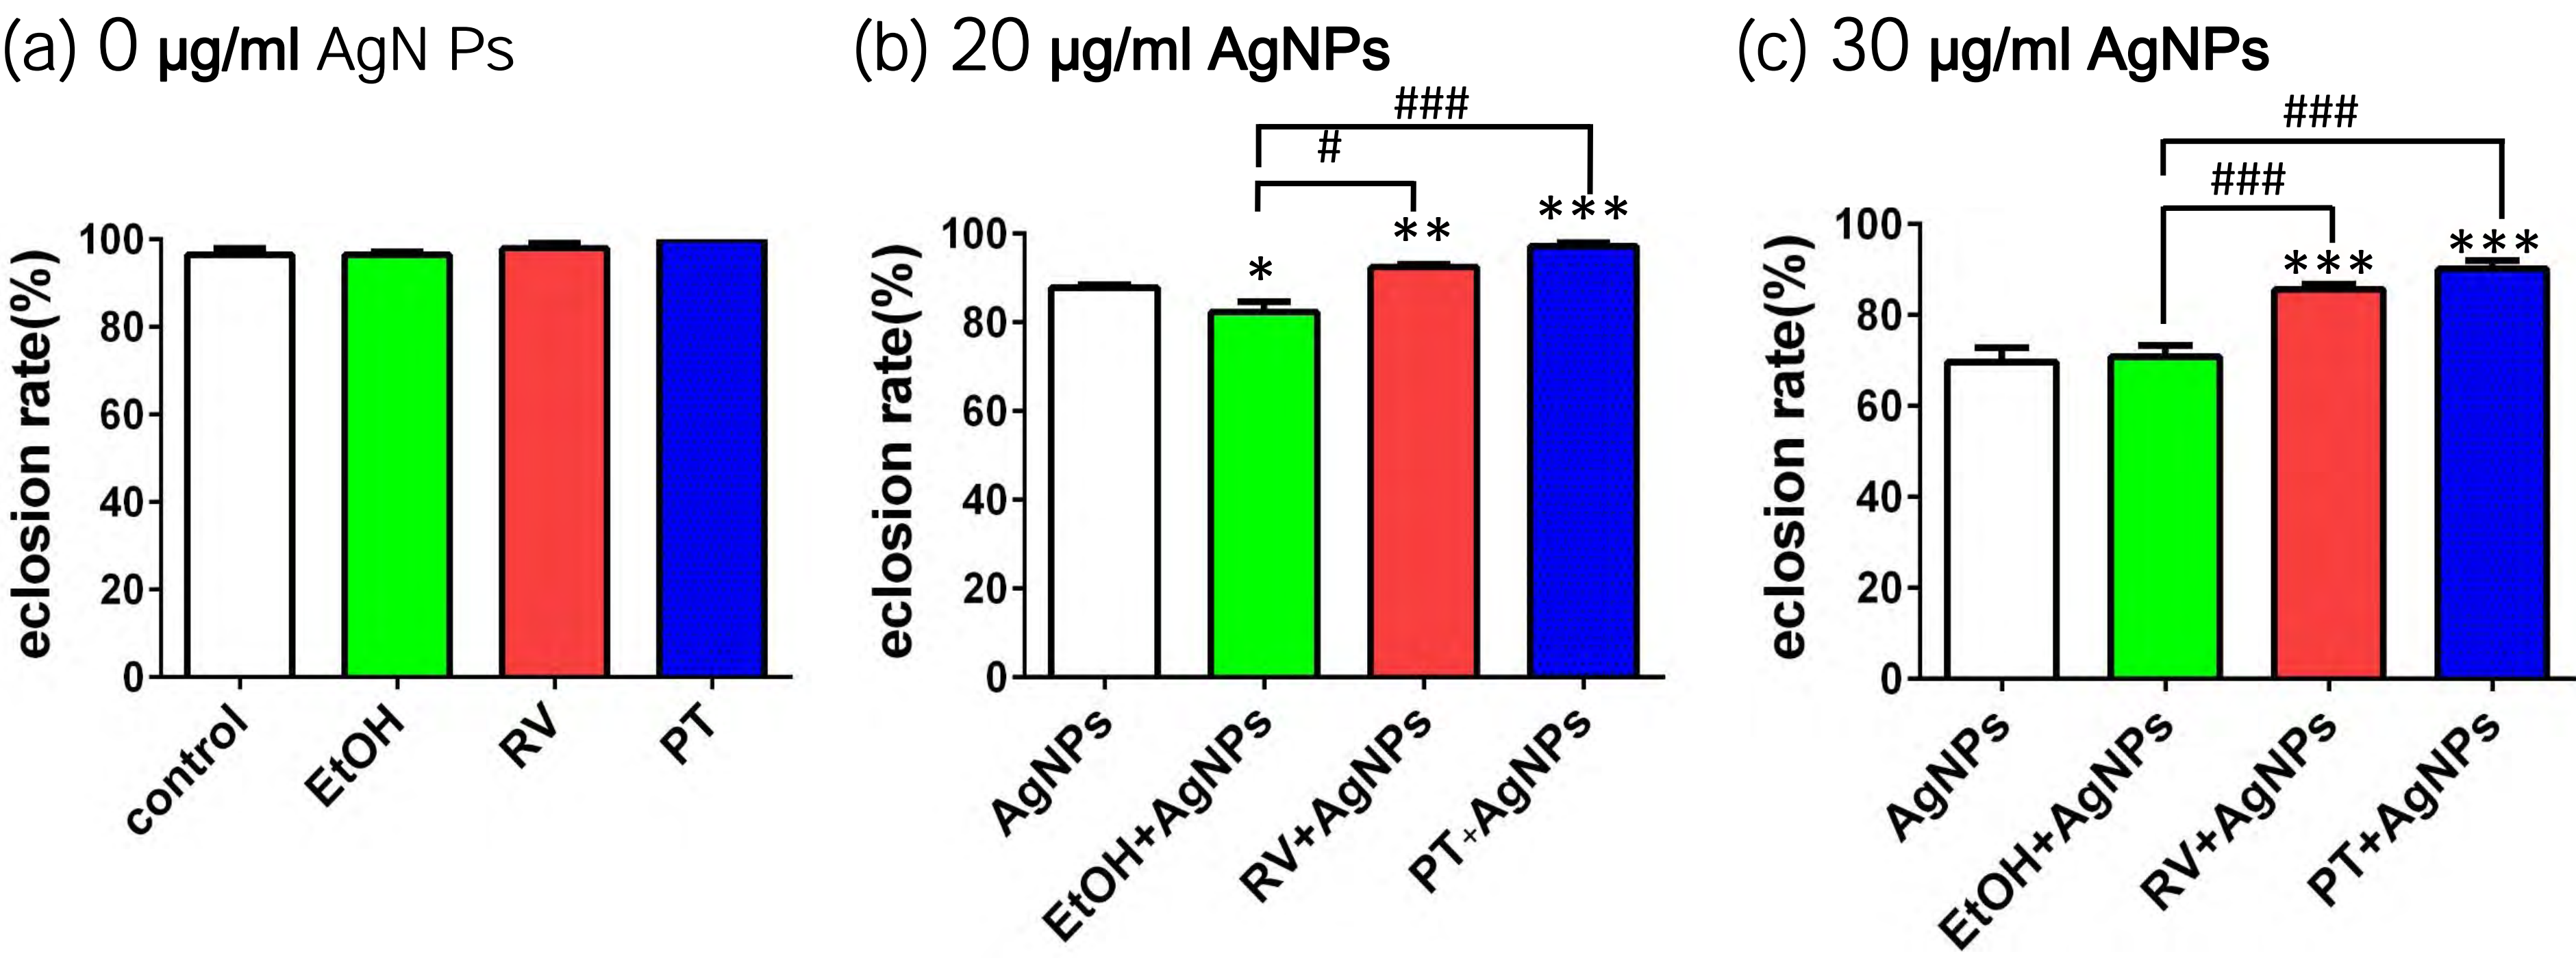 (a) 0 µg/ml AgN Ps
eclosion rate(%)
100
80
60
40
20
0
control
EtOH
RV
PT
(b) 20 µg/ml AgNPs
###
#
*
**
***
eclosion rate(%)
100
80
60
40
20
0
AgNPs
EtOH+AgNPs
RV+AgNPs
PT+AgNPs
(c) 30 µg/ml AgNPs
###
###
***
***
eclosion rate(%)
100
80
60
40
20
0
AgNPs
EtOH+AgNPs
RV+AgNPs
PT+AgNPs